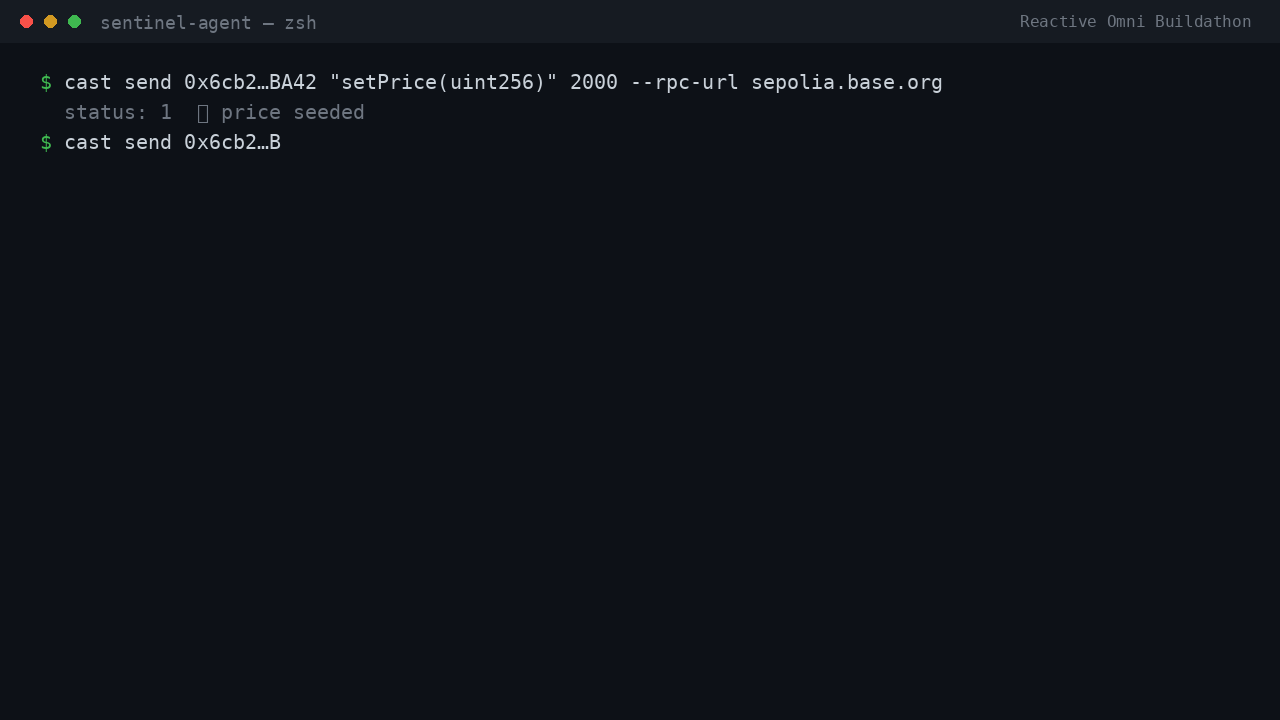 sentinel-agent — zsh
Reactive Omni Buildathon
$ cast send 0x6cb2…BA42 "setPrice(uint256)" 2000 --rpc-url sepolia.base.org
status: 1  ▯ price seeded
$ cast send 0x6cb2…B